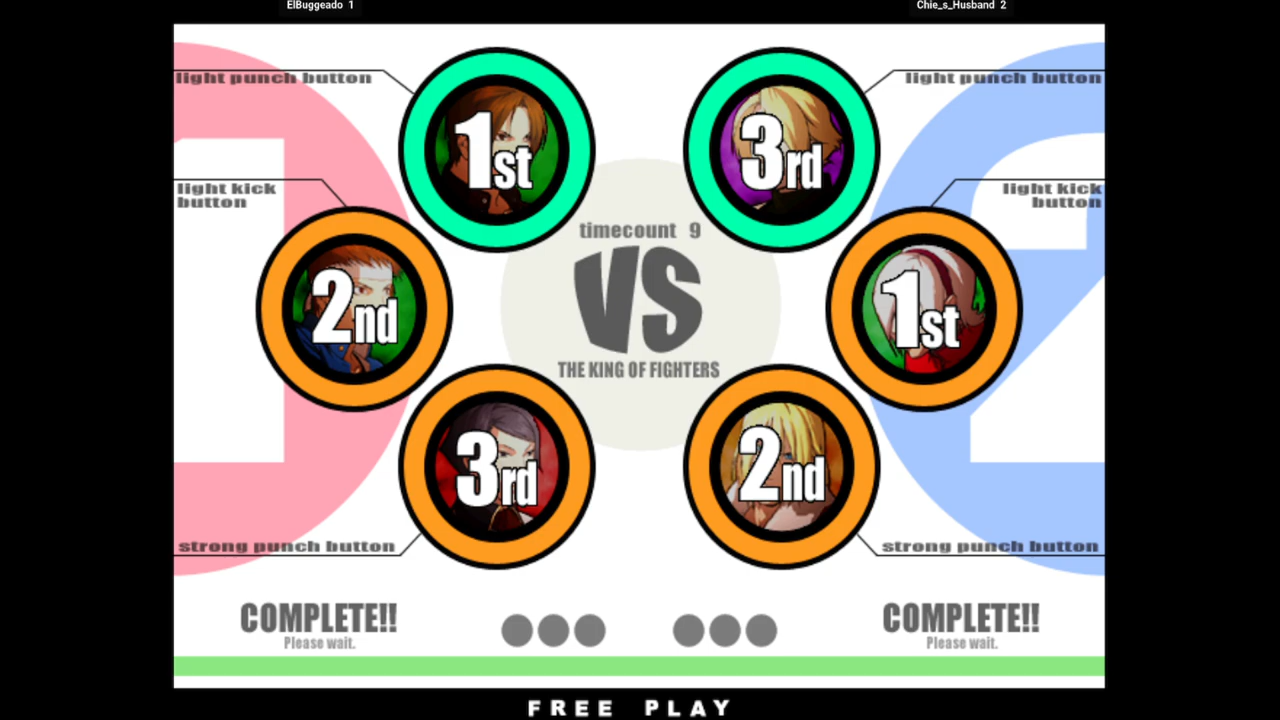 ElBuggeado 1
Chie_s_Husband 2
light punch button
light punch button
1st
3rd
light kick
button
light kick
button
timecount 9
VS
THE KING OF FIGHTERS
2nd
1st
3rd
2nd
1
2
strong punch button
strong punch button
COMPLETE!!
Please wait.
COMPLETE!!
Please wait.
FREE PLAY